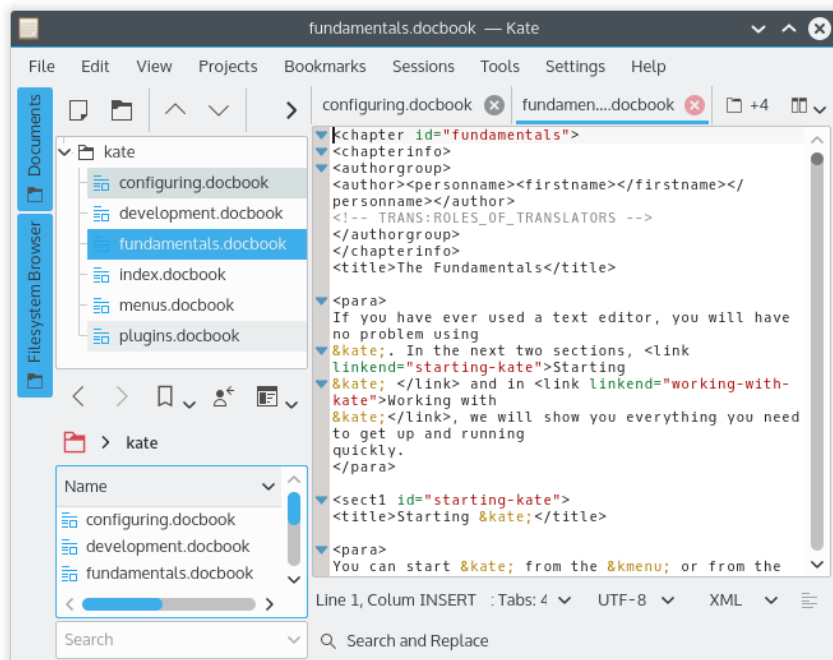 fundamentals.docbook — Kate
File Edit View Projects Bookmarks Sessions Tools Settings Help
Documents
Filesystem Browser
kate
configuring.docbook
development.docbook
fundamentals.docbook
index.docbook
menus.docbook
plugins.docbook
kate
Name
configuring.docbook
development.docbook
fundamentals.docbook
Search
configuring.docbook fundamen....docbook +4
<chapter id="fundamentals">
<chapterinfo>
<authorgroup>
<author><personname><firstname></firstname></
personname></author>
<!-- TRANS:ROLES_OF_TRANSLATORS -->
</authorgroup>
</chapterinfo>
<title>The Fundamentals</title>
<para>
If you have ever used a text editor, you will have
no problem using
&kate;. In the next two sections, <link
linkend="starting-kate">Starting
&kate; </link> and in <link linkend="working-with-
kate">Working with
&kate;</link>, we will show you everything you need
to get up and running
quickly.
</para>
<sect1 id="starting-kate">
<title>Starting &kate;</title>
<para>
You can start &kate; from the &kmenu; or from the
Line 1, Colum INSERT : Tabs: 4 UTF-8 XML
Search and Replace